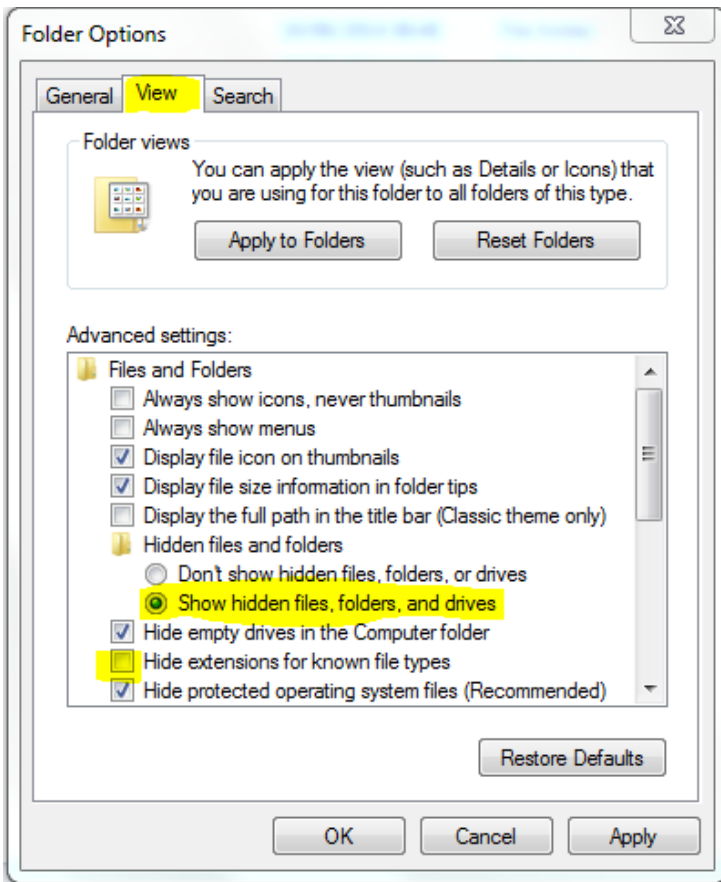 Folder Options
General View Search
Folder views
You can apply the view (such as Details or Icons) that
you are using for this folder to all folders of this type.
Apply to Folders Reset Folders
Advanced settings:
Files and Folders
Always show icons, never thumbnails
Always show menus
Display file icon on thumbnails
Display file size information in folder tips
Display the full path in the title bar (Classic theme only)
Hidden files and folders
Don't show hidden files, folders, or drives
Show hidden files, folders, and drives
Hide empty drives in the Computer folder
Hide extensions for known file types
Hide protected operating system files (Recommended)
Restore Defaults
OK Cancel Apply